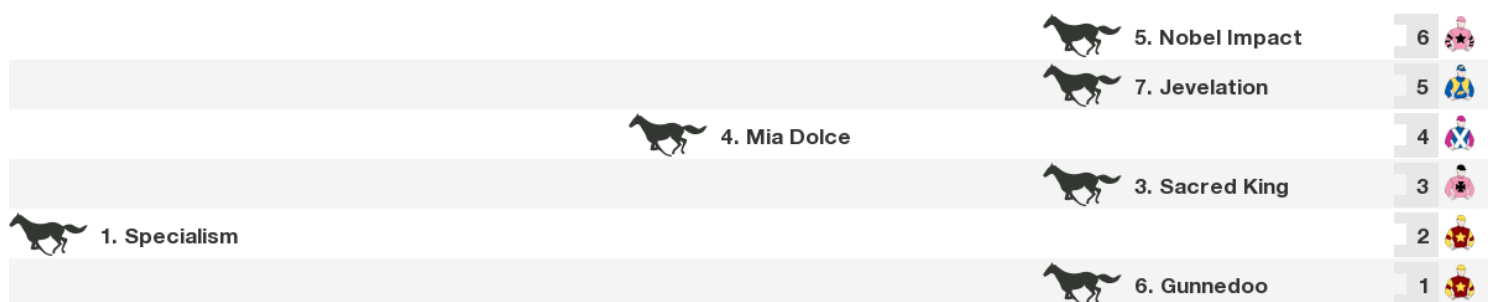 5. Nobel Impact 6
7. Jevelation 5
4. Mia Dolce 4
3. Sacred King 3
1. Specialism 2
6. Gunnedoo 1